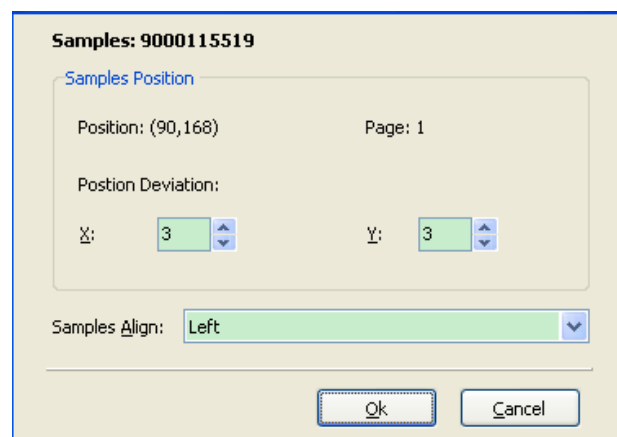 Samples: 9000115519
Samples Position
Position: (90,168) Page: 1
Postion Deviation:
X: 3 Y: 3
Samples Align: Left
Ok Cancel